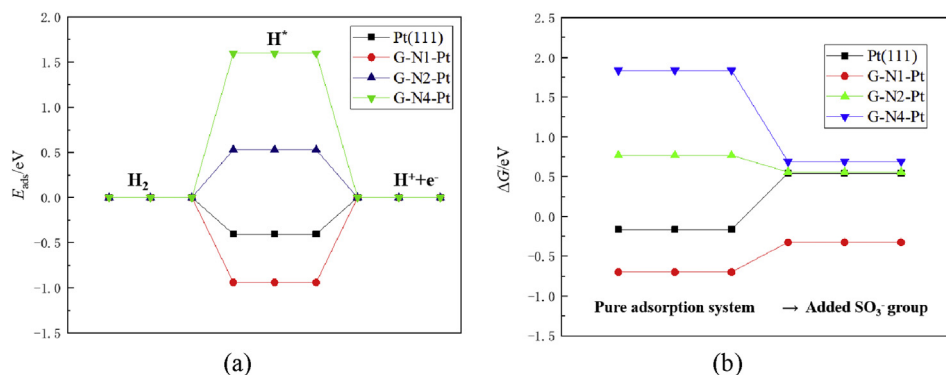 2.0
1.5
1.0
0.5
0.0
-0.5
-1.0
-1.5
E_ads/eV
H₂
H*
H⁺+e⁻
Pt(111)
G-N1-Pt
G-N2-Pt
G-N4-Pt
(a)
2.5
2.0
1.5
1.0
0.5
0.0
-0.5
-1.0
-1.5
ΔG/eV
Pt(111)
G-N1-Pt
G-N2-Pt
G-N4-Pt
Pure adsorption system → Added SO₃⁻ group
(b)